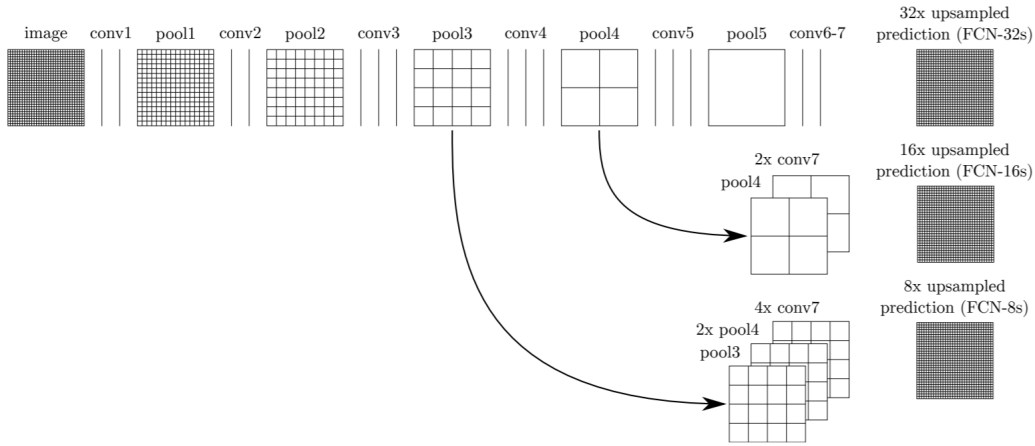 image conv1 pool1 conv2 pool2 conv3 pool3 conv4 pool4 conv5 pool5 conv6-7
32x upsampled
prediction (FCN-32s)
16x upsampled
prediction (FCN-16s)
2x conv7
pool4
8x upsampled
prediction (FCN-8s)
4x conv7
2x pool4
pool3